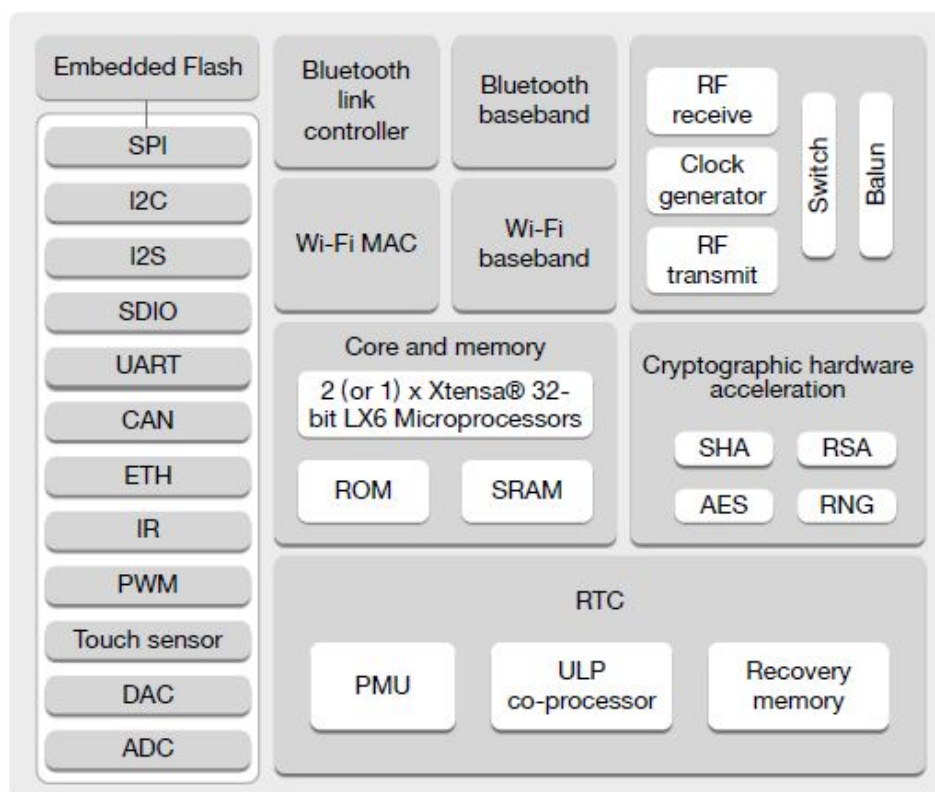 Embedded Flash
SPI
I2C
I2S
SDIO
UART
CAN
ETH
IR
PWM
Touch sensor
DAC
ADC
Bluetooth
link
controller
Bluetooth
baseband
Wi-Fi MAC
Wi-Fi
baseband
RF
receive
Clock
generator
RF
transmit
Switch
Balun
Core and memory
2 (or 1) x Xtensa® 32-
bit LX6 Microprocessors
ROM
SRAM
Cryptographic hardware
acceleration
SHA
RSA
AES
RNG
RTC
PMU
ULP
co-processor
Recovery
memory